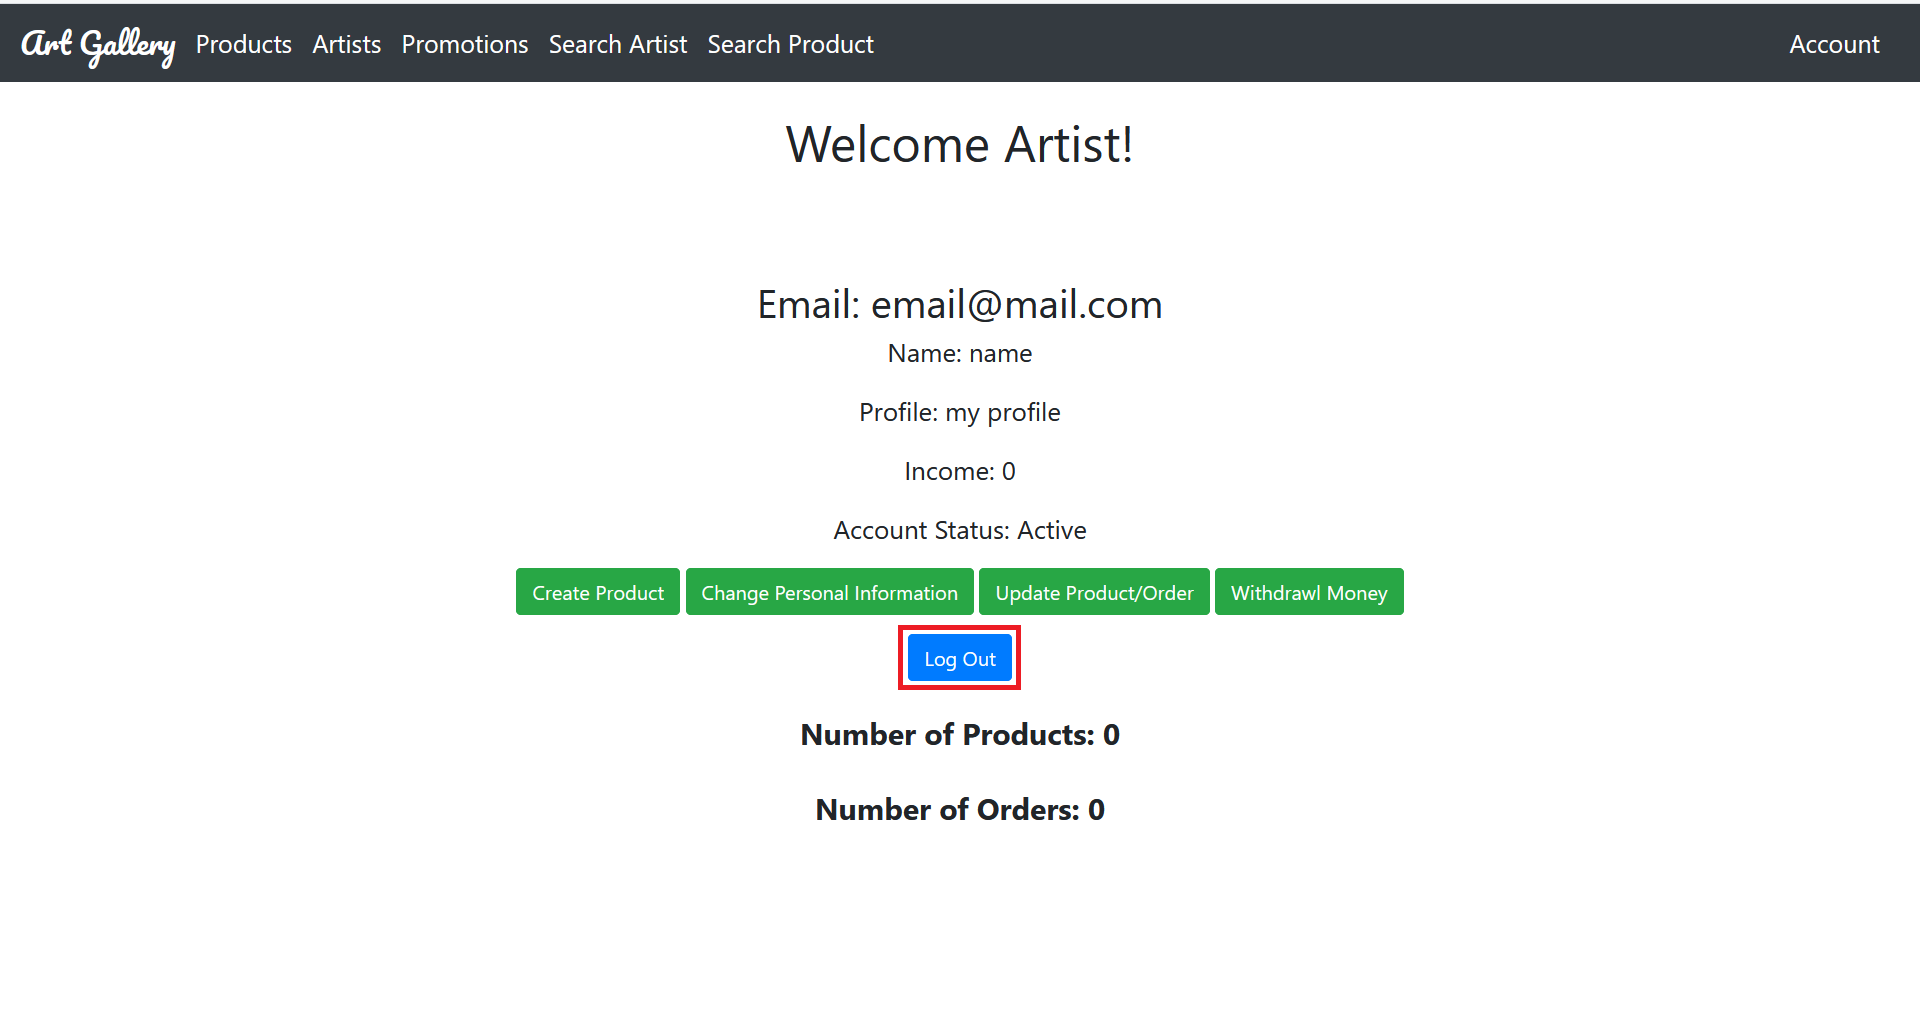 Art Gallery Products Artists Promotions Search Artist Search Product Account
Welcome Artist!
Email: email@mail.com
Name: name
Profile: my profile
Income: 0
Account Status: Active
Create Product Change Personal Information Update Product/Order Withdrawl Money
Log Out
Number of Products: 0
Number of Orders: 0